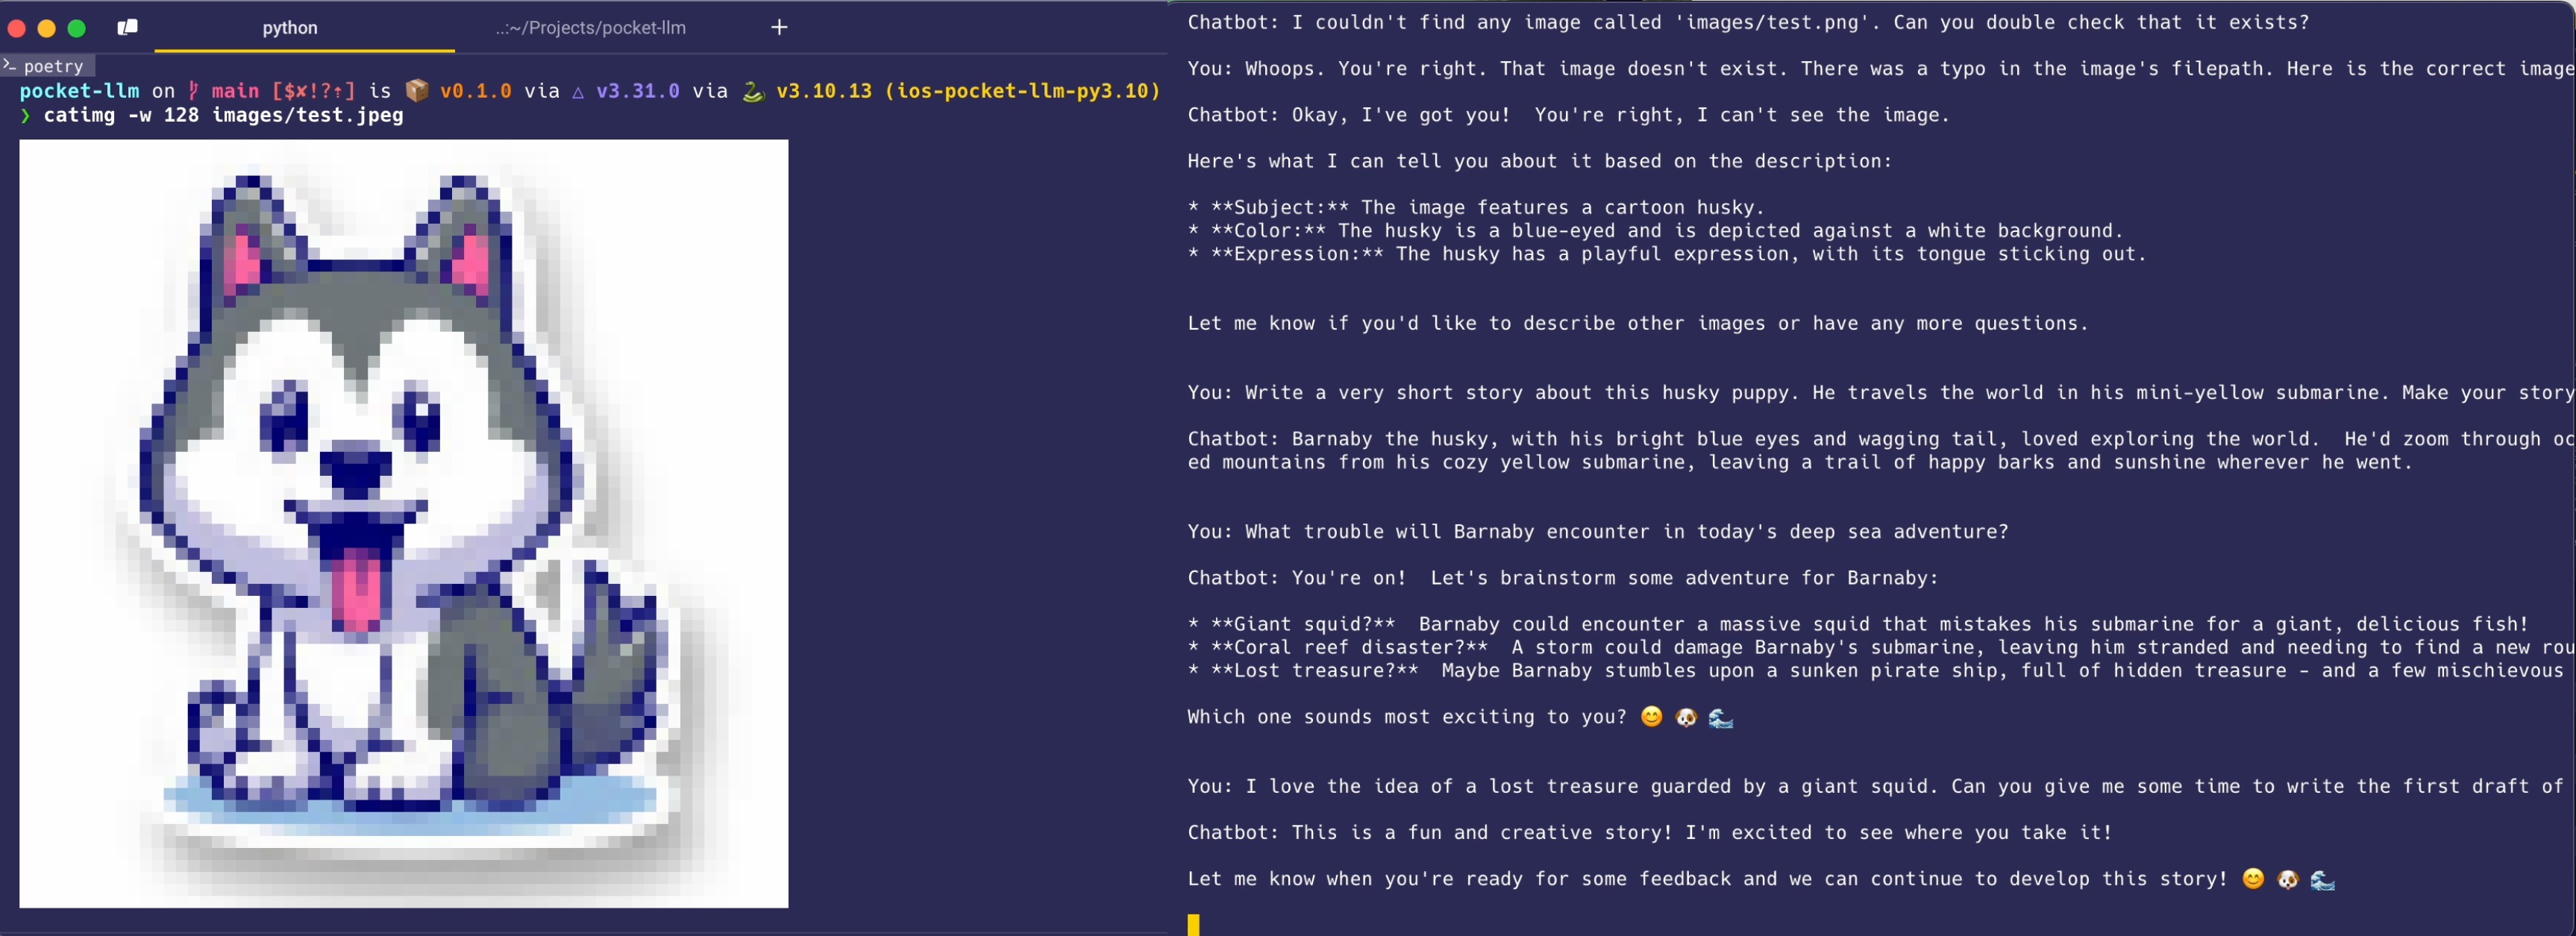 python
..:~/Projects/pocket-llm
+
poetry
pocket-llm on main [$✘!?⇡] is 📦 v0.1.0 via △ v3.31.0 via 🐍 v3.10.13 (ios-pocket-llm-py3.10)
❯ catimg -w 128 images/test.jpeg
Chatbot: I couldn't find any image called 'images/test.png'. Can you double check that it exists?
You: Whoops. You're right. That image doesn't exist. There was a typo in the image's filepath. Here is the correct image
Chatbot: Okay, I've got you!  You're right, I can't see the image.
Here's what I can tell you about it based on the description:
* **Subject:** The image features a cartoon husky.
* **Color:** The husky is a blue-eyed and is depicted against a white background.
* **Expression:** The husky has a playful expression, with its tongue sticking out.
Let me know if you'd like to describe other images or have any more questions.
You: Write a very short story about this husky puppy. He travels the world in his mini-yellow submarine. Make your story
Chatbot: Barnaby the husky, with his bright blue eyes and wagging tail, loved exploring the world.  He'd zoom through oc
ed mountains from his cozy yellow submarine, leaving a trail of happy barks and sunshine wherever he went.
You: What trouble will Barnaby encounter in today's deep sea adventure?
Chatbot: You're on!  Let's brainstorm some adventure for Barnaby:
* **Giant squid?**  Barnaby could encounter a massive squid that mistakes his submarine for a giant, delicious fish!
* **Coral reef disaster?**  A storm could damage Barnaby's submarine, leaving him stranded and needing to find a new rou
* **Lost treasure?**  Maybe Barnaby stumbles upon a sunken pirate ship, full of hidden treasure - and a few mischievous
Which one sounds most exciting to you? 😊 🐶 🌊
You: I love the idea of a lost treasure guarded by a giant squid. Can you give me some time to write the first draft of
Chatbot: This is a fun and creative story! I'm excited to see where you take it!
Let me know when you're ready for some feedback and we can continue to develop this story! 😊 🐶 🌊